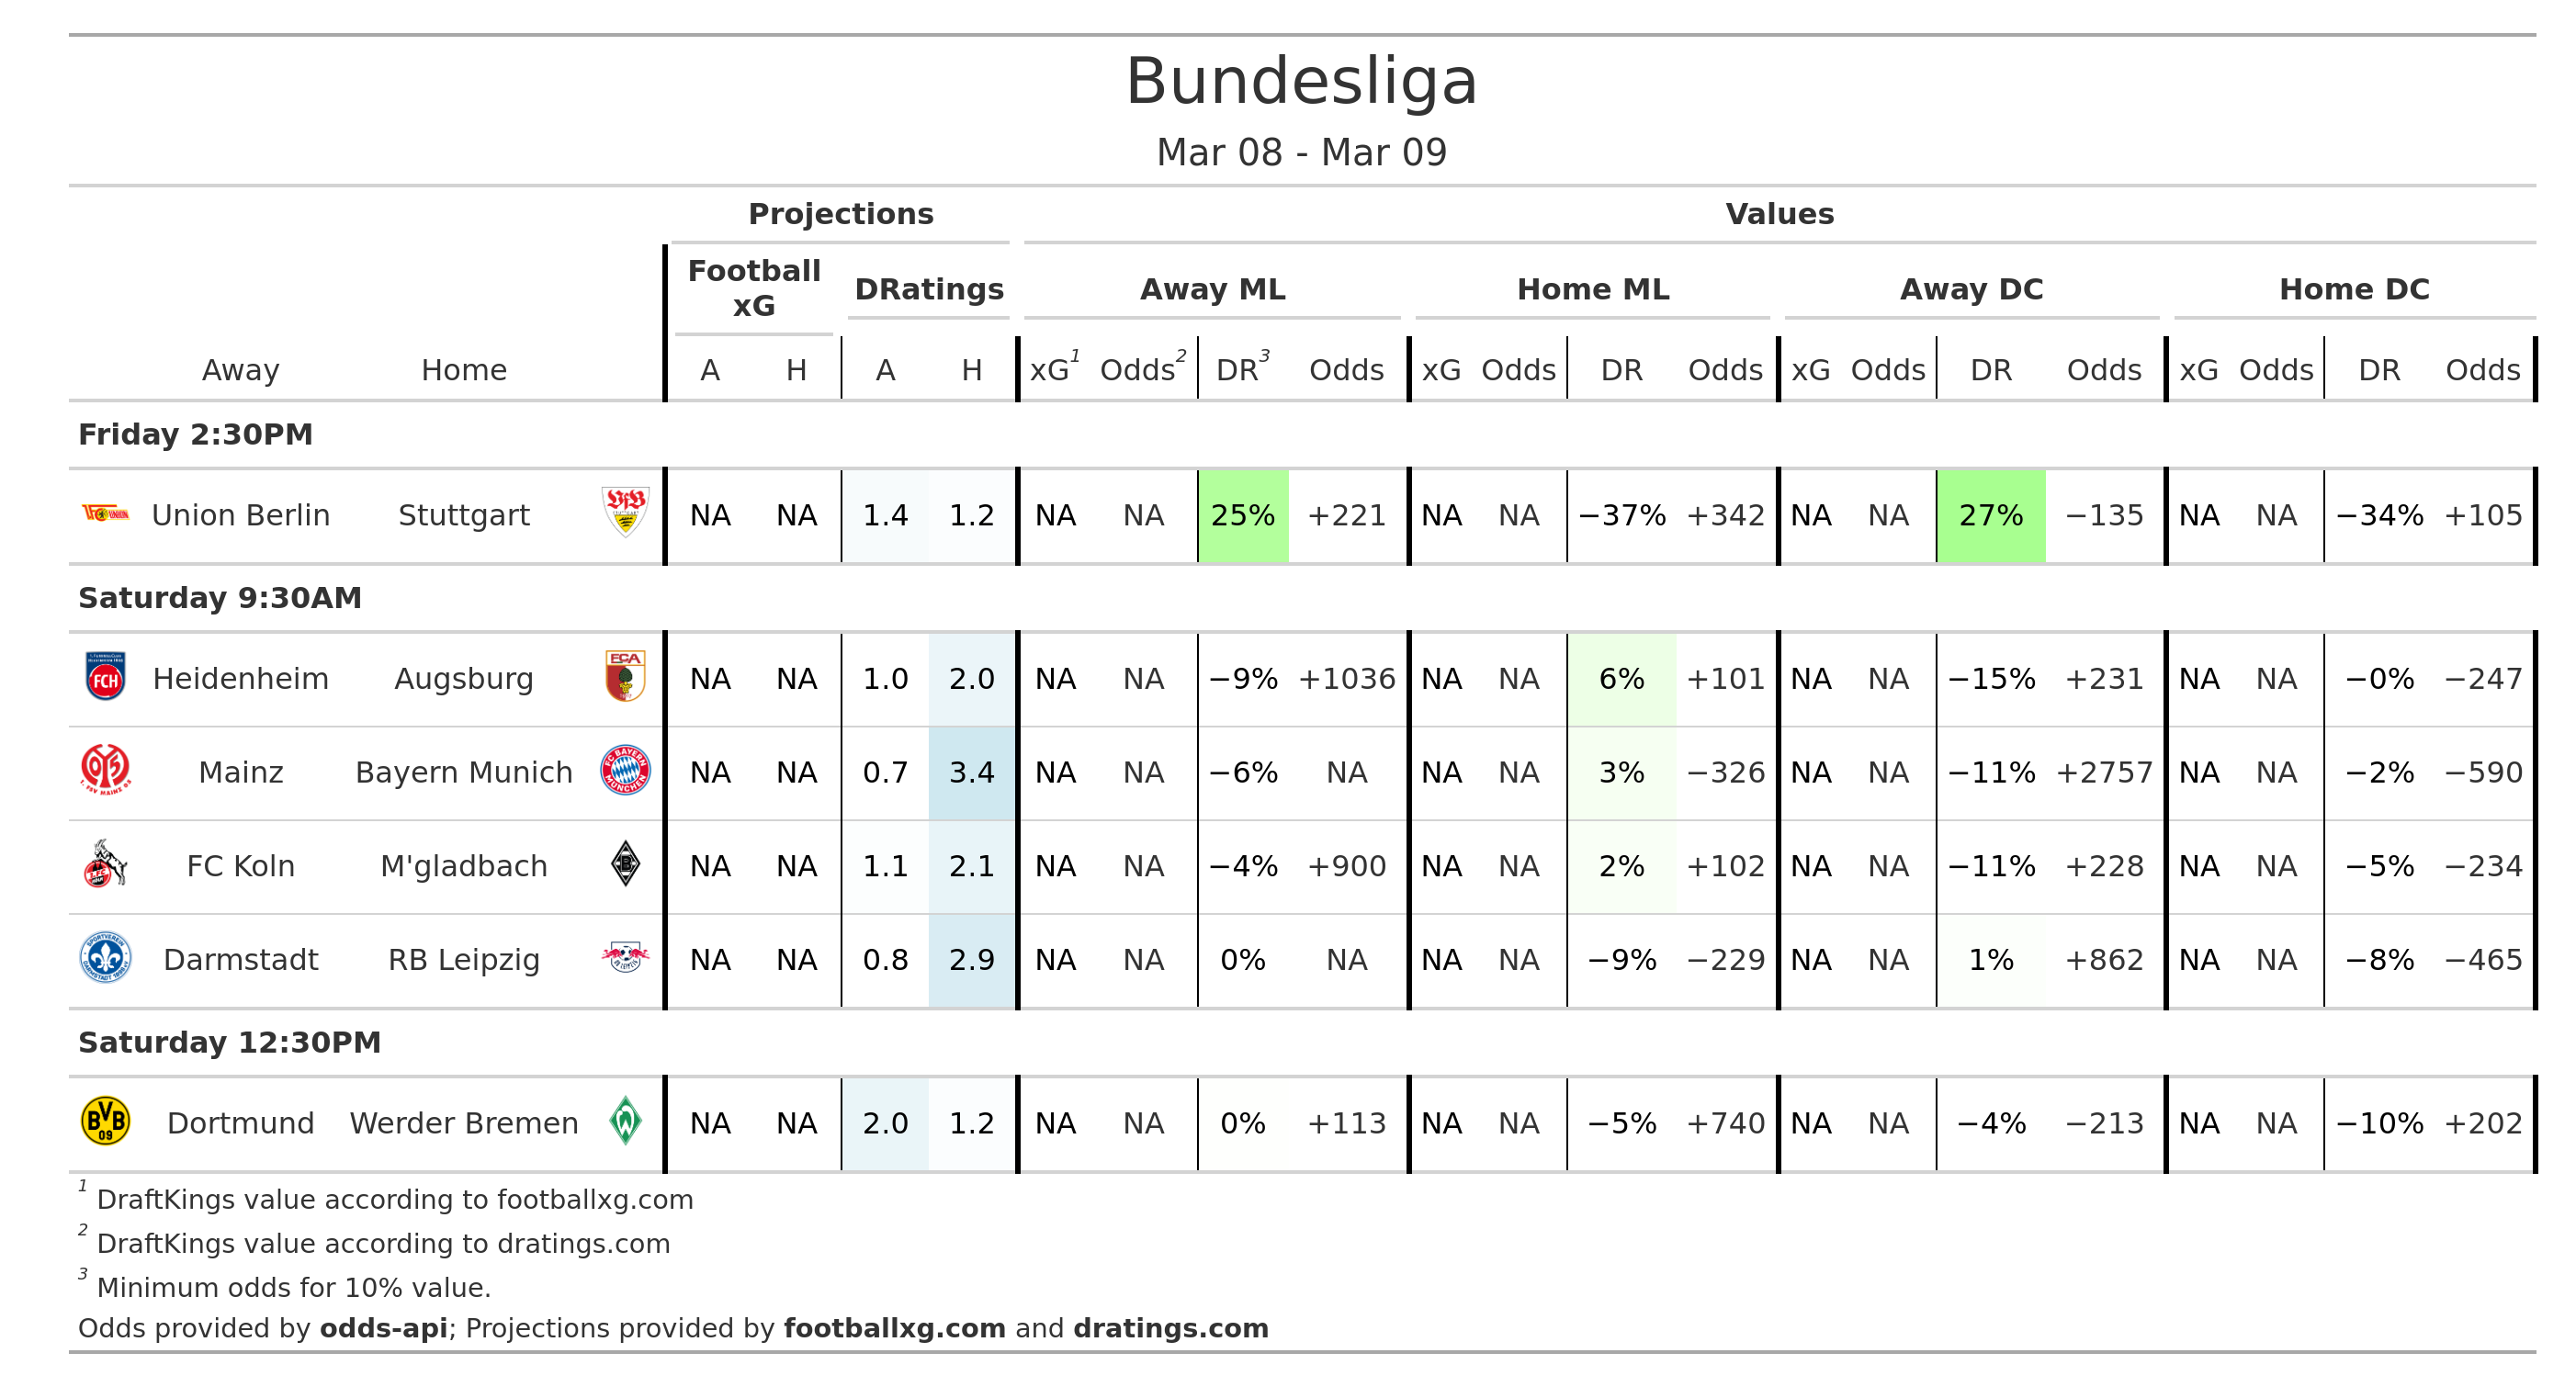 Bundesliga
Mar 08 - Mar 09
Projections Values
Football xG DRatings Away ML Home ML Away DC Home DC
Away Home A H A H xG1 Odds2 DR3 Odds xG Odds DR Odds xG Odds DR Odds xG Odds DR Odds
Friday 2:30PM
Union Berlin Stuttgart NA NA 1.4 1.2 NA NA 25% +221 NA NA −37% +342 NA NA 27% −135 NA NA −34% +105
Saturday 9:30AM
Heidenheim Augsburg NA NA 1.0 2.0 NA NA −9% +1036 NA NA 6% +101 NA NA −15% +231 NA NA −0% −247
Mainz Bayern Munich NA NA 0.7 3.4 NA NA −6% NA NA NA 3% −326 NA NA −11% +2757 NA NA −2% −590
FC Koln M'gladbach NA NA 1.1 2.1 NA NA −4% +900 NA NA 2% +102 NA NA −11% +228 NA NA −5% −234
Darmstadt RB Leipzig NA NA 0.8 2.9 NA NA 0% NA NA NA −9% −229 NA NA 1% +862 NA NA −8% −465
Saturday 12:30PM
Dortmund Werder Bremen NA NA 2.0 1.2 NA NA 0% +113 NA NA −5% +740 NA NA −4% −213 NA NA −10% +202
1 DraftKings value according to footballxg.com
2 DraftKings value according to dratings.com
3 Minimum odds for 10% value.
Odds provided by odds-api; Projections provided by footballxg.com and dratings.com